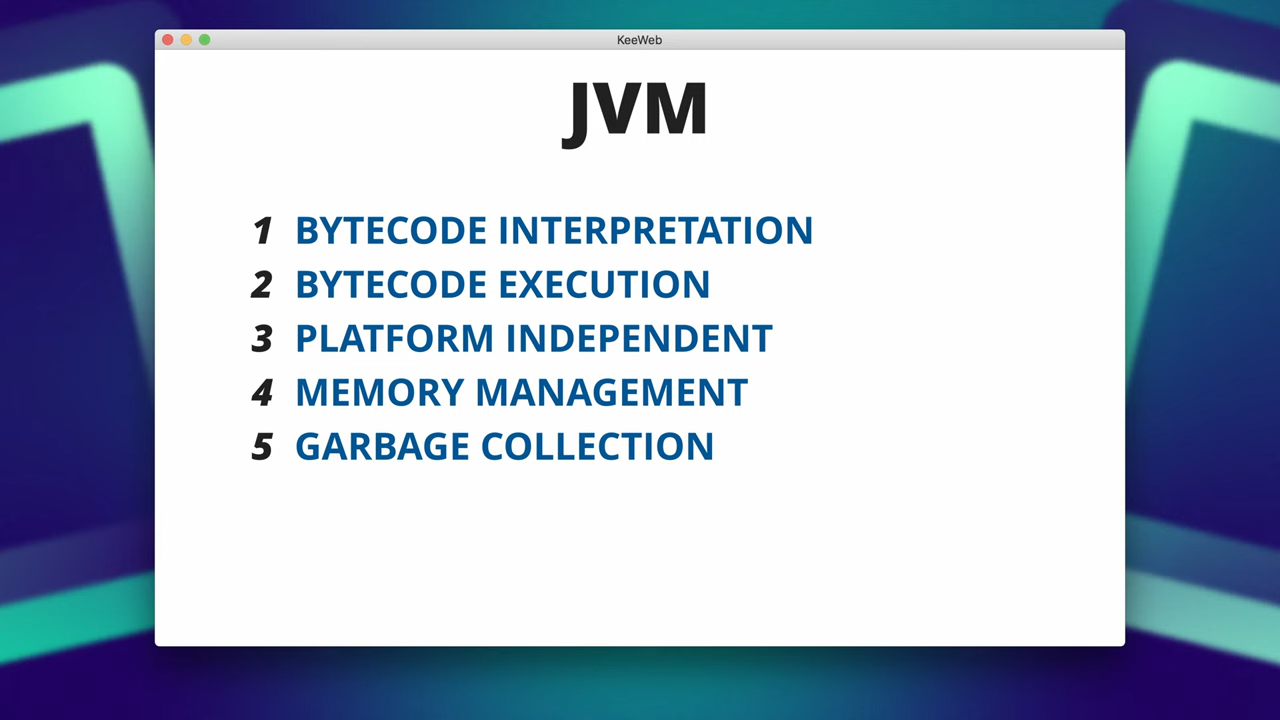 KeeWeb
JVM
1 BYTECODE INTERPRETATION
2 BYTECODE EXECUTION
3 PLATFORM INDEPENDENT
4 MEMORY MANAGEMENT
5 GARBAGE COLLECTION